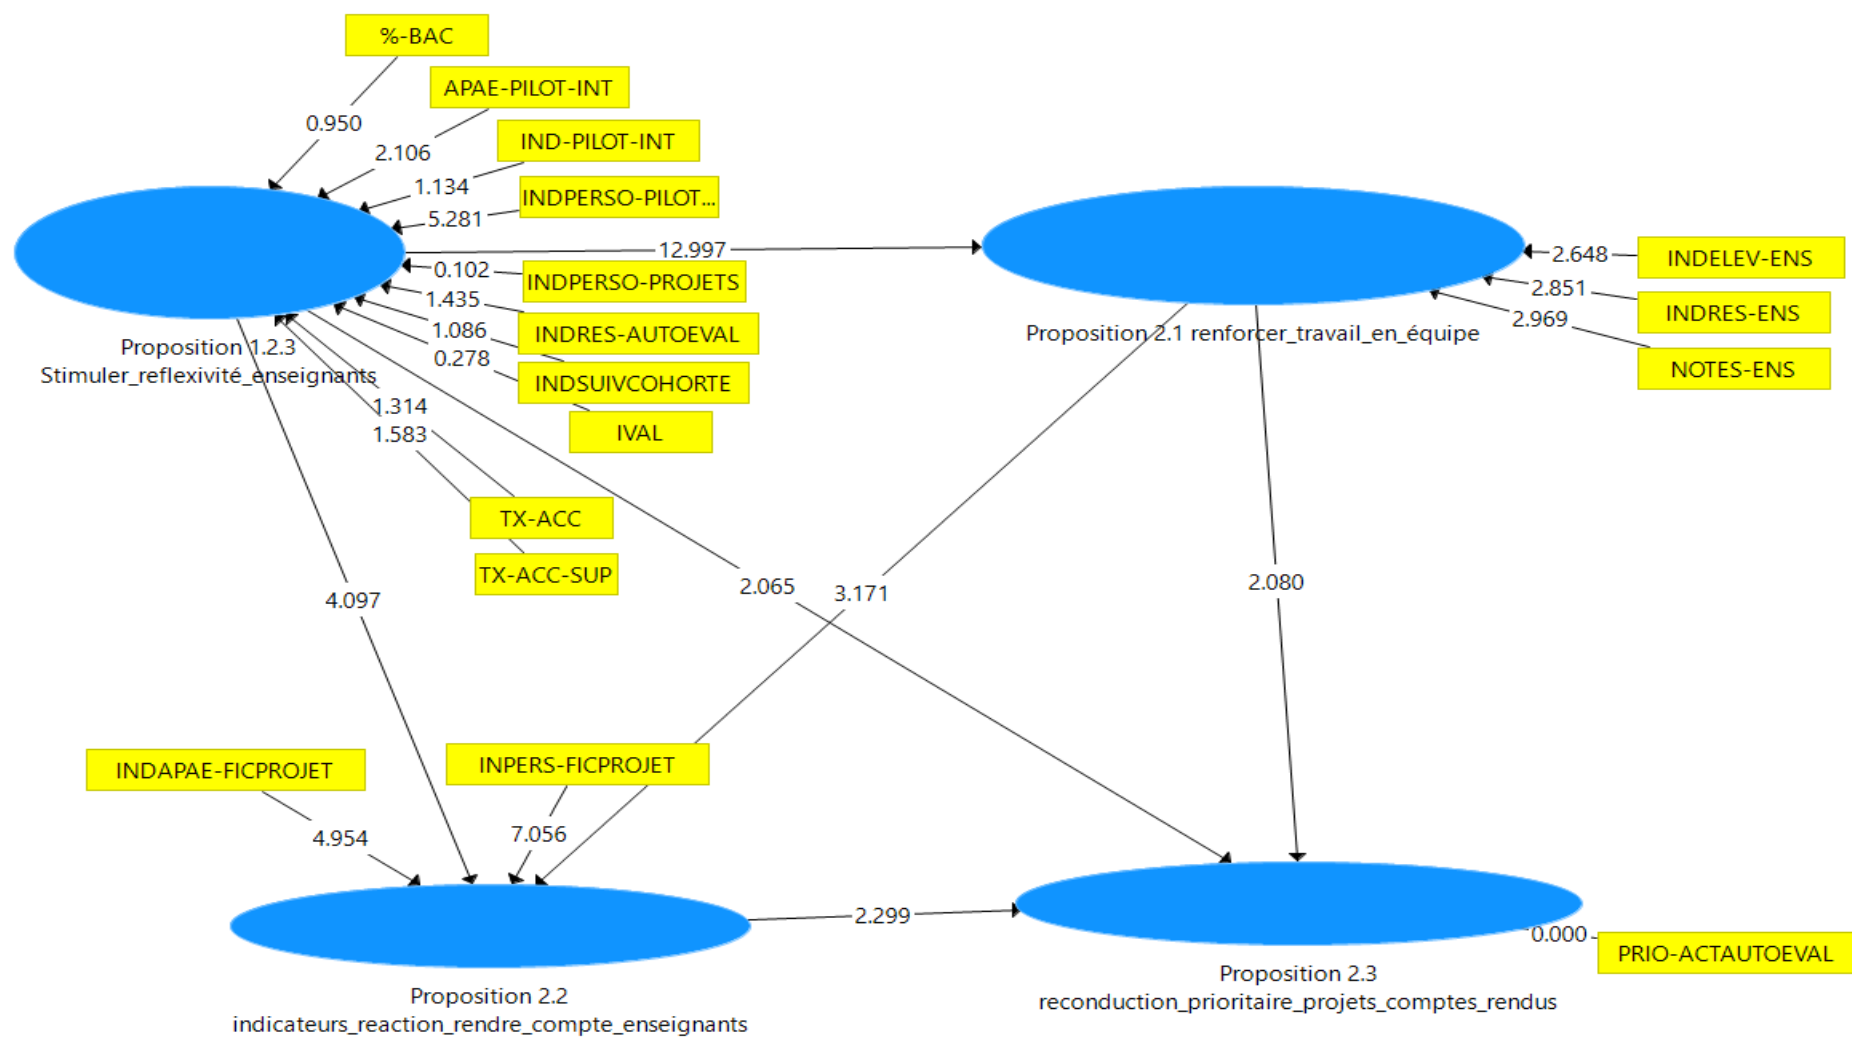 %-BAC
APAE-PILOT-INT
0.950
IND-PILOT-INT
2.106
1.134
INDPERSO-PILOT...
5.281
12.997
INDELEV-ENS
2.648
0.102
INDPERSO-PROJETS
2.851
1.435
INDRES-ENS
2.969
1.086
INDRES-AUTOEVAL
Proposition 1.2.3
Stimuler_reflexivité_enseignants
Proposition 2.1 renforcer_travail_en_équipe
0.278
INDSUIVCOHORTE
NOTES-ENS
1.314
1.583
IVAL
TX-ACC
TX-ACC-SUP
4.097
2.065
3.171
2.080
INDAPAE-FICPROJET
INPERS-FICPROJET
4.954
7.056
2.299
0.000
PRIO-ACTAUTOEVAL
Proposition 2.2
indicateurs_reaction_rendre_compte_enseignants
Proposition 2.3
reconduction_prioritaire_projets_comptes_rendus